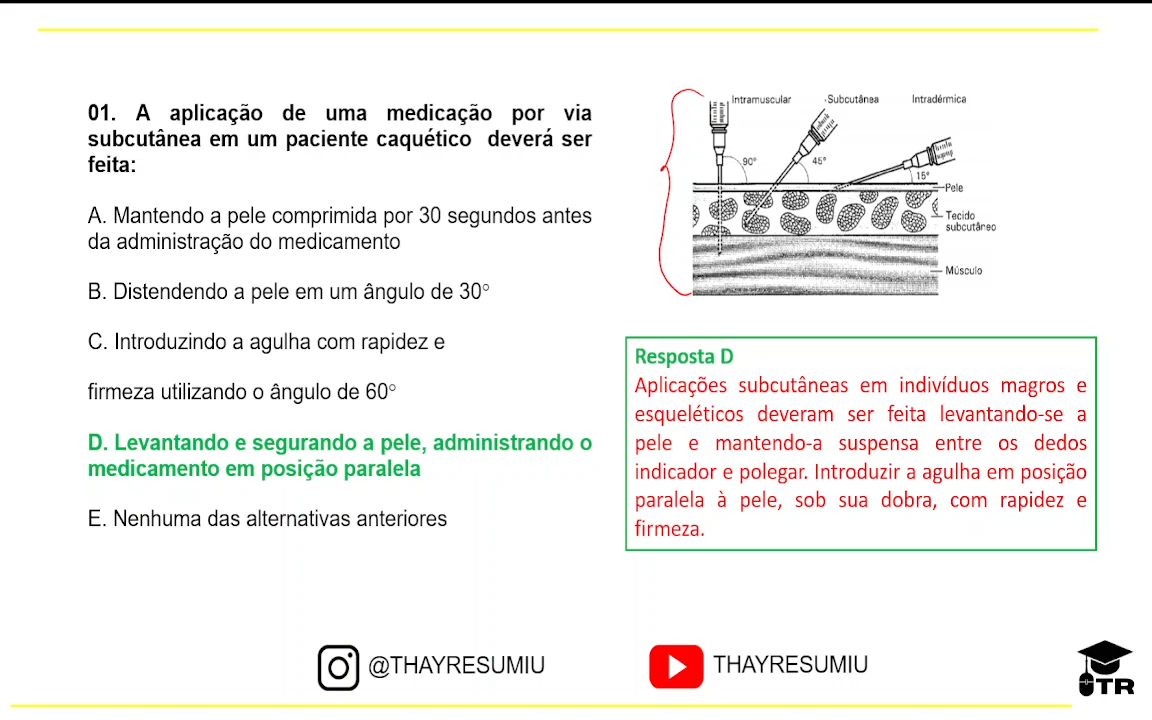 01. A aplicação de uma medicação por via
subcutânea em um paciente caquético deverá ser
feita:
A. Mantendo a pele comprimida por 30 segundos antes
da administração do medicamento
B. Distendendo a pele em um ângulo de 30°
C. Introduzindo a agulha com rapidez e
firmeza utilizando o ângulo de 60°
D. Levantando e segurando a pele, administrando o
medicamento em posição paralela
E. Nenhuma das alternativas anteriores
Intramuscular
Subcutânea
Intradérmica
90°
45°
15°
Pele
Tecido
subcutâneo
Músculo
Resposta D
Aplicações subcutâneas em indivíduos magros e
esqueléticos deveram ser feita levantando-se a
pele e mantendo-a suspensa entre os dedos
indicador e polegar. Introduzir a agulha em posição
paralela à pele, sob sua dobra, com rapidez e
firmeza.
@THAYRESUMIU
THAYRESUMIU
TR